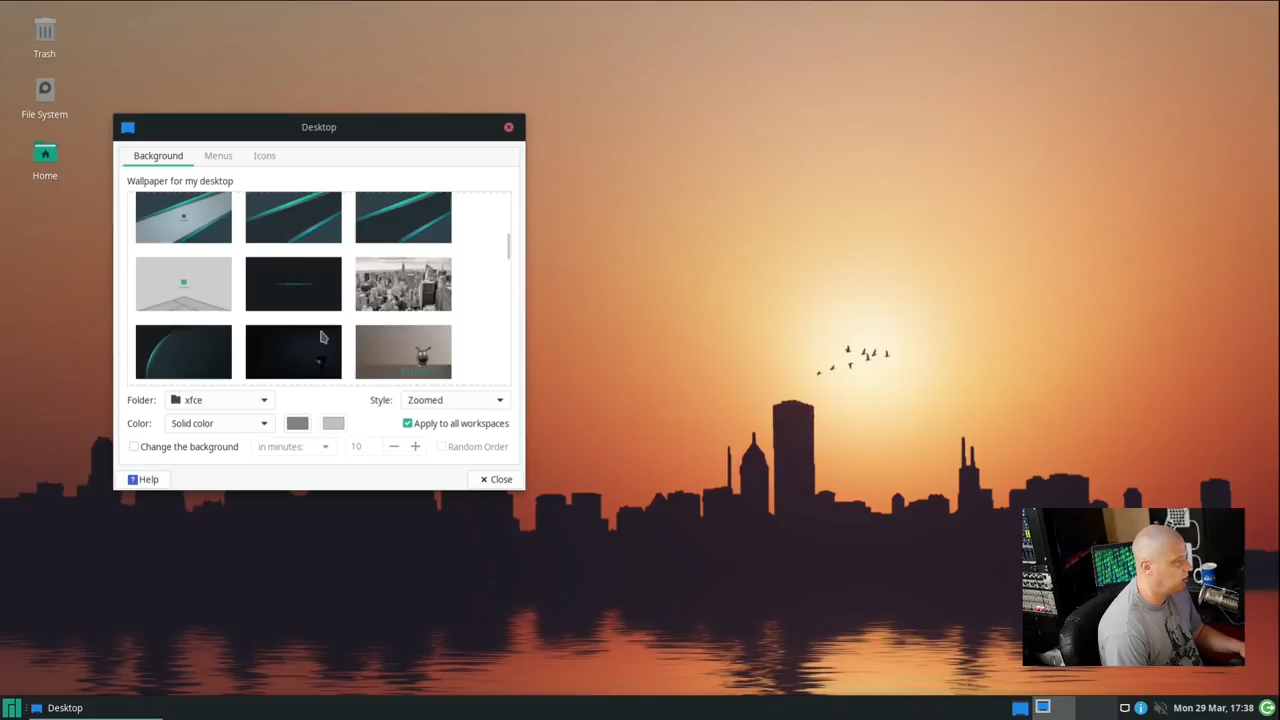 Trash
File System
Home
Desktop
Background Menus Icons
Wallpaper for my desktop
Folder: xfce Style: Zoomed
Color: Solid color Apply to all workspaces
Change the background in minutes: 10 Random Order
Help Close
Desktop Mon 29 Mar, 17:38